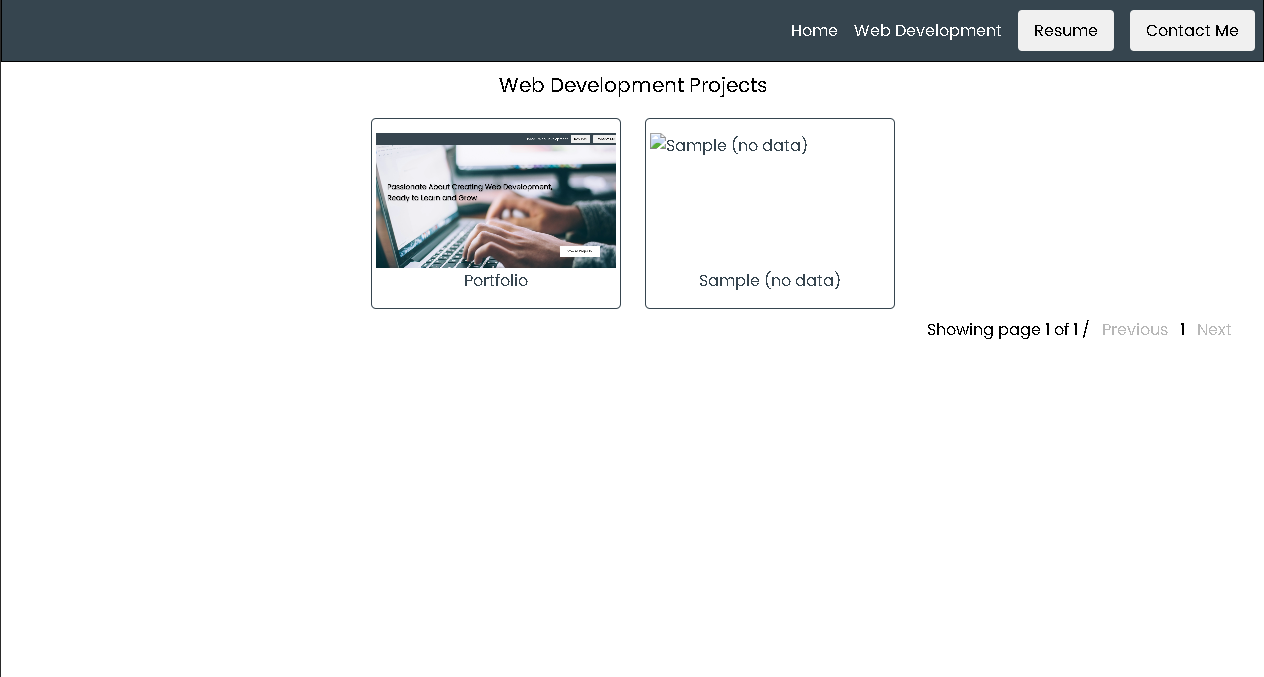 Home Web Development Resume Contact Me
Web Development Projects
Passionate About Creating Web Development,
Ready to Learn and Grow
Sample (no data)
Portfolio
Sample (no data)
Showing page 1 of 1 / Previous 1 Next